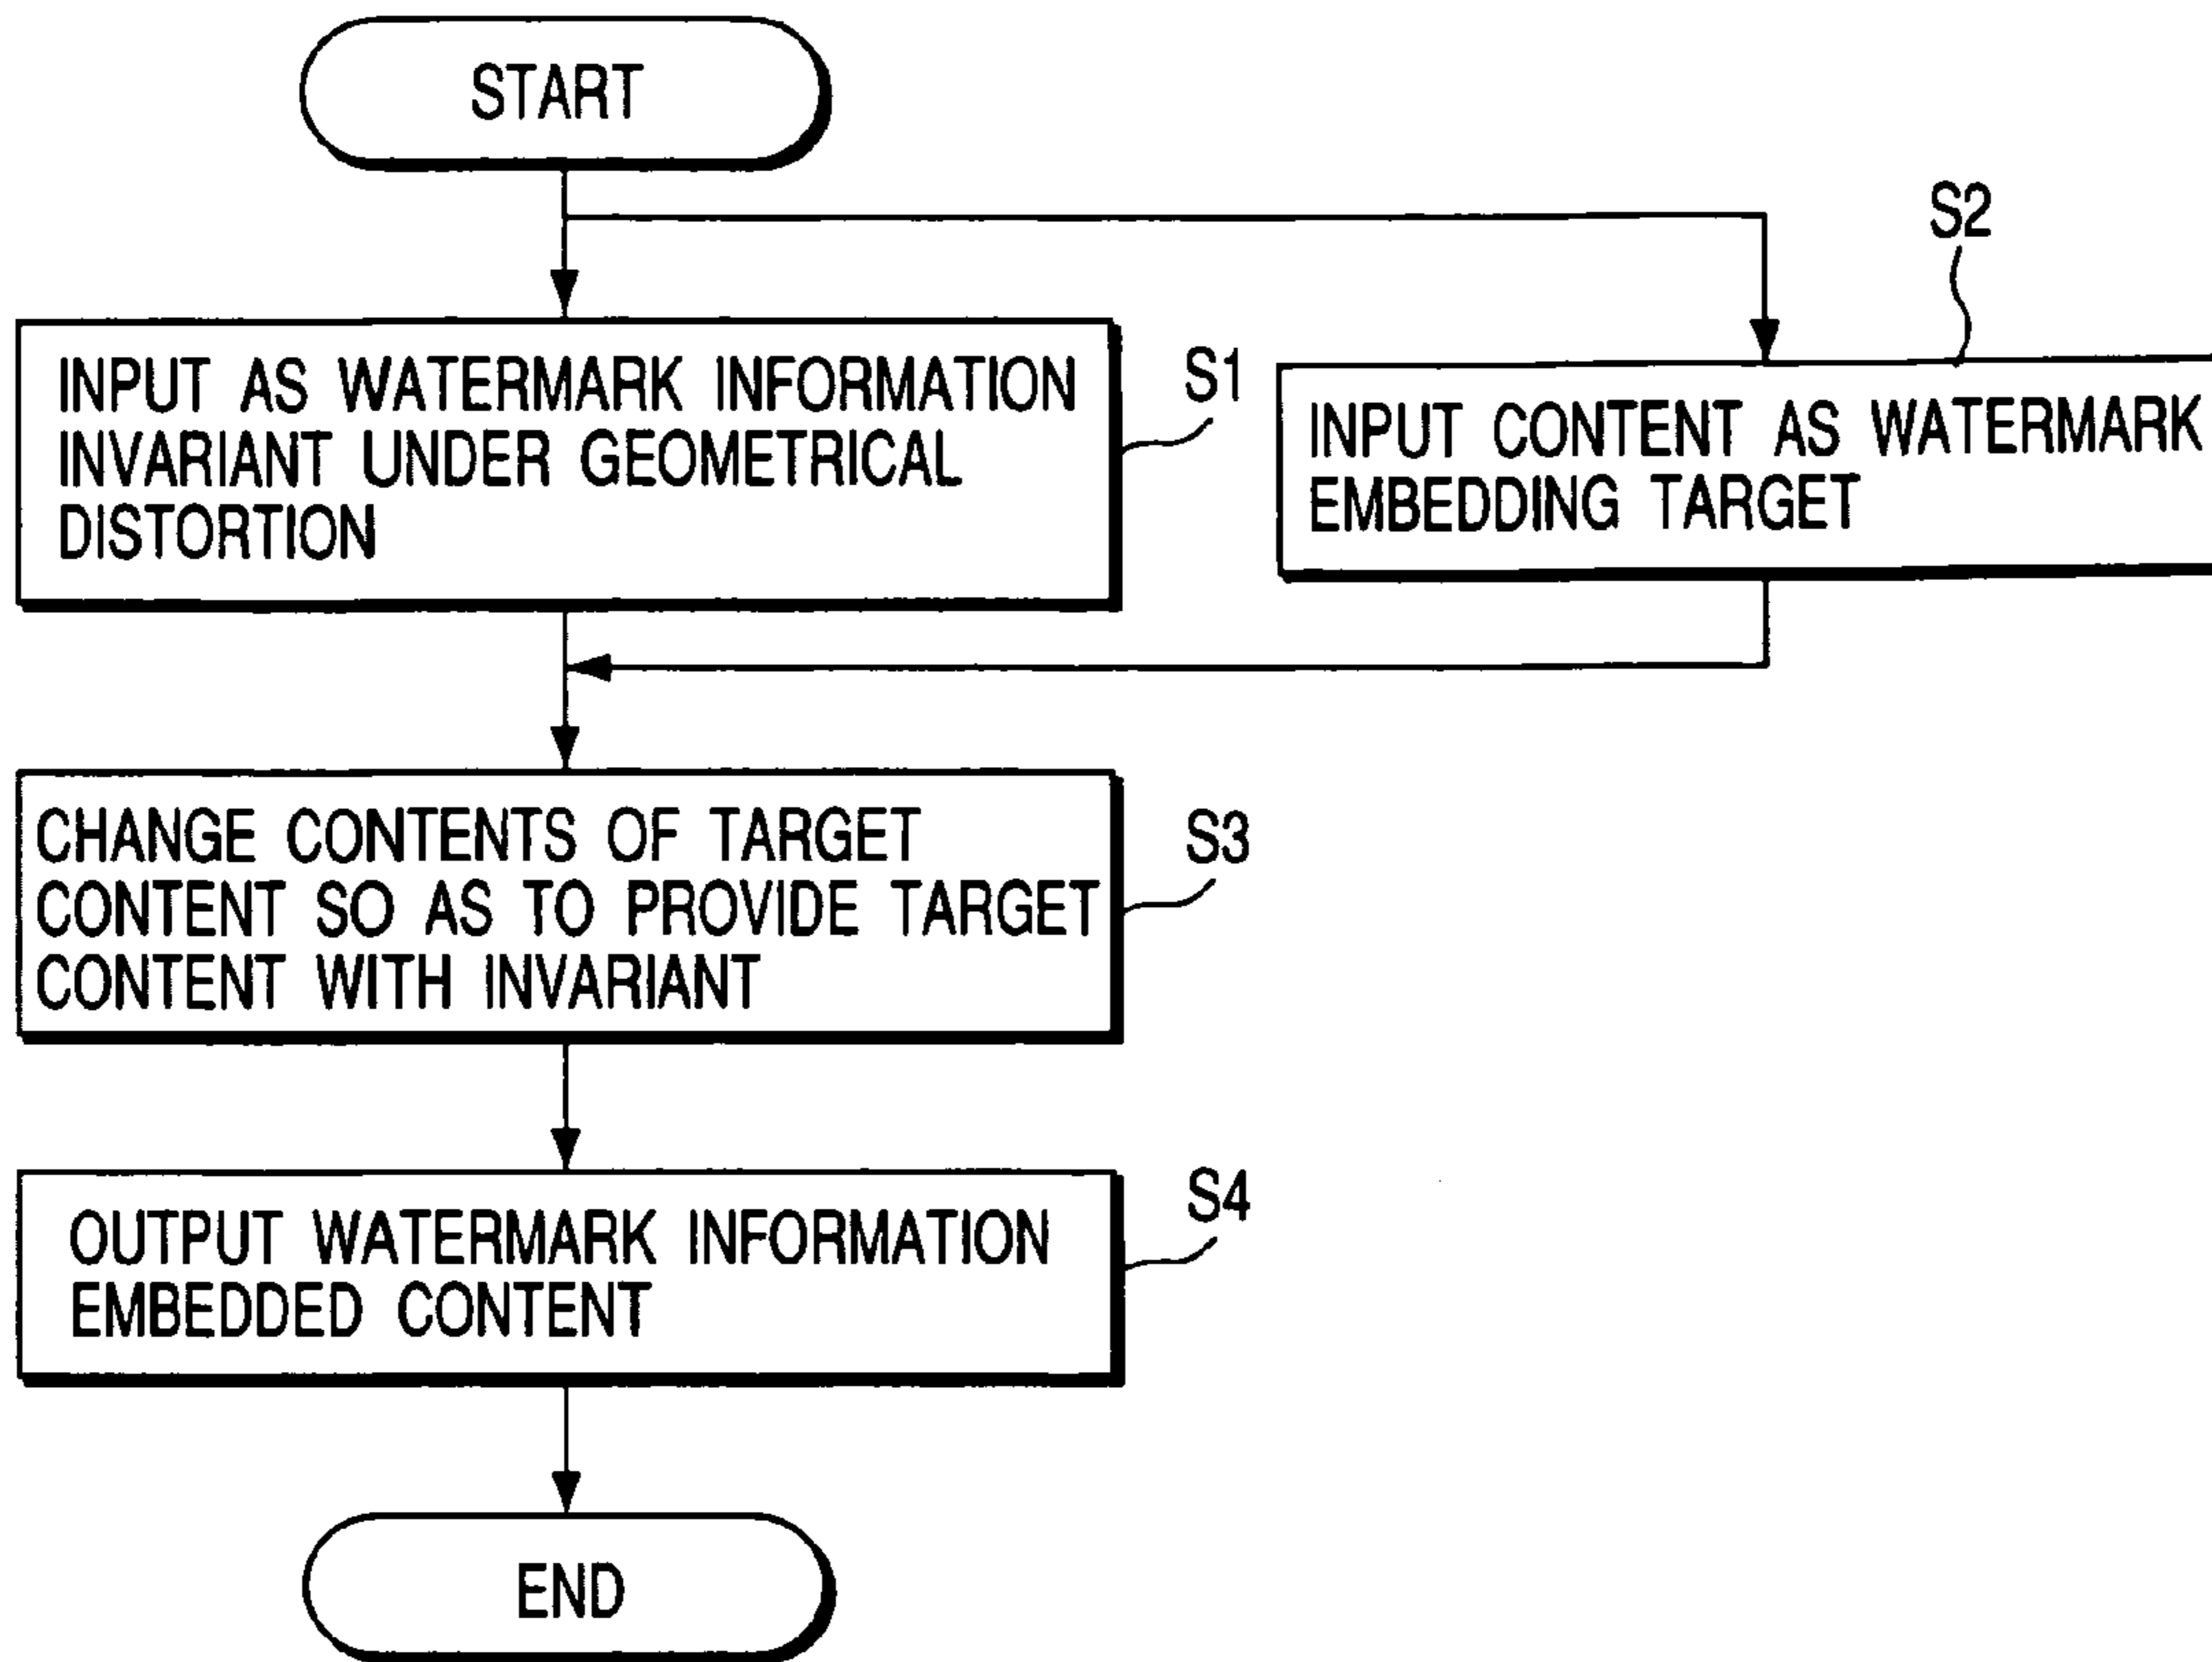 START
S2
INPUT AS WATERMARK INFORMATION
INVARIANT UNDER GEOMETRICAL
DISTORTION
S1
INPUT CONTENT AS WATERMARK
EMBEDDING TARGET
CHANGE CONTENTS OF TARGET
CONTENT SO AS TO PROVIDE TARGET
CONTENT WITH INVARIANT
S3
OUTPUT WATERMARK INFORMATION
EMBEDDED CONTENT
S4
END